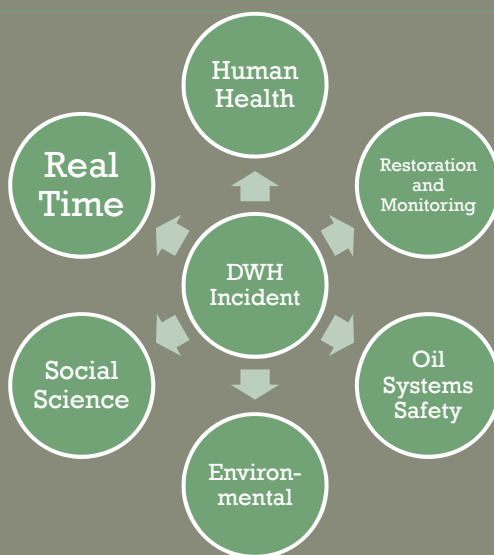 Human
Health
Real
Time
Restoration
and
Monitoring
DWH
Incident
Social
Science
Oil
Systems
Safety
Environ-
mental